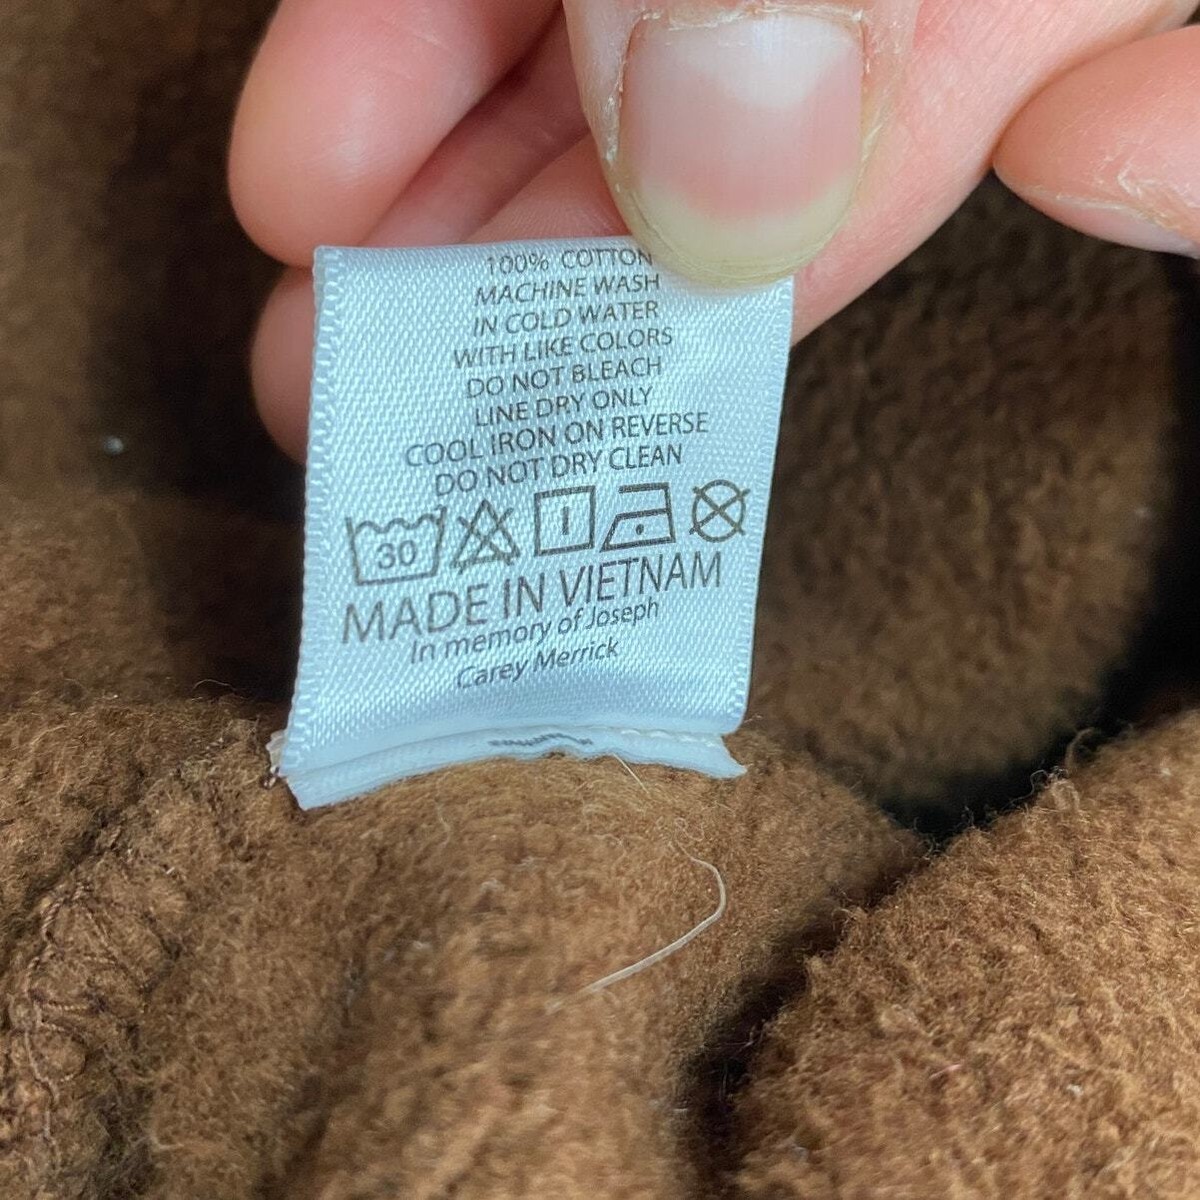 100% COTTON
MACHINE WASH
IN COLD WATER
WITH LIKE COLORS
DO NOT BLEACH
LINE DRY ONLY
COOL IRON ON REVERSE
DO NOT DRY CLEAN
30
MADE IN VIETNAM
In memory of Joseph
Carey Merrick